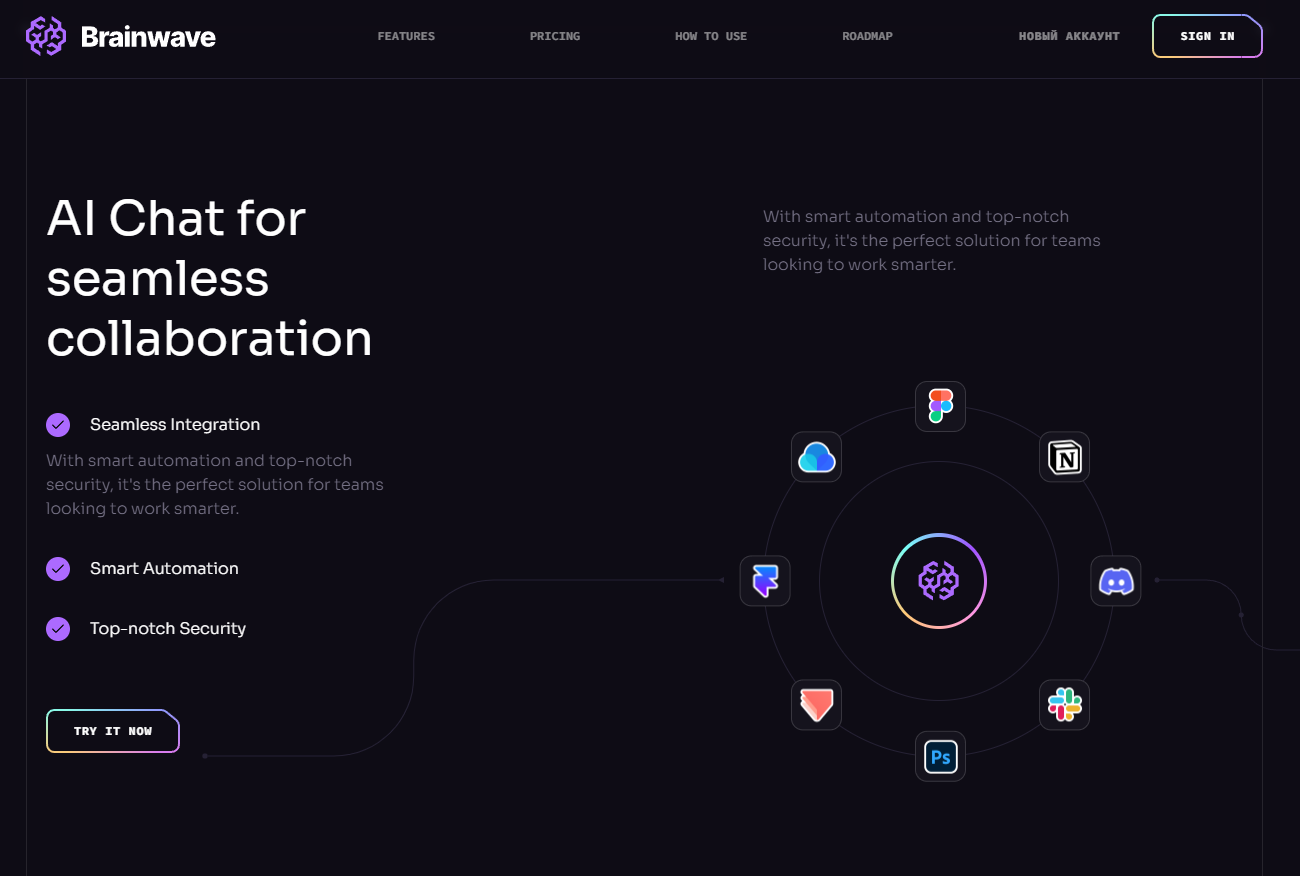 Brainwave
FEATURES
PRICING
HOW TO USE
ROADMAP
НОВЫЙ АККАУНТ
SIGN IN
AI Chat for
seamless
collaboration
Seamless Integration
With smart automation and top-notch
security, it's the perfect solution for teams
looking to work smarter.
Smart Automation
Top-notch Security
TRY IT NOW
With smart automation and top-notch
security, it's the perfect solution for teams
looking to work smarter.
N
Ps